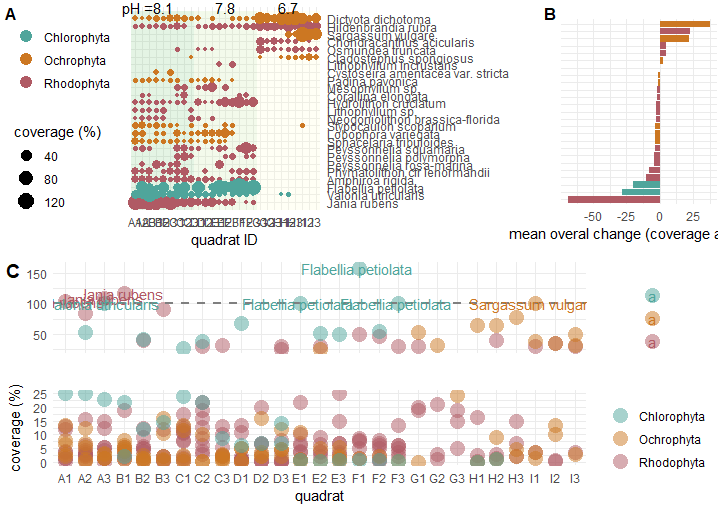 A
pH =8.1 7.8 6.7
B
Chlorophyta
Ochrophyta
Rhodophyta
coverage (%)
40
80
120
Dictyota dichotoma
Hildenbrandia rubra
Sargassum vulgare
Chondracanthus acicularis
Osmundea truncata
Cladostephus spongiosus
Lithophyllum incrustans
Cystoseira amentacea var. stricta
Padina pavonica
Mesophyllum sp.
Corallina elongata
Hydrolithon cruciatum
Lithophyllum sp.
Neogoniolithon brassica-florida
Stypocaulon scoparium
Lobophora variegata
Sphacelaria tribuloides
Peyssonnelia squamaria
Peyssonnelia polymorpha
Peyssonnelia rosa-marina
Phymatolithon cf lenormandii
Amphiroa rigida
Flabellia petiolata
Valonia utricularis
Jania rubens
quadrat ID
-50 -25 0 25
mean overal change (coverage
C
150
100
50
Flabellia petiolata
Jania rubens
Flabellia petiolata
Flabellia petiolata
Sargassum vulgar
a
a
a
coverage (%)
25
20
15
10
5
0
Chlorophyta
Ochrophyta
Rhodophyta
A1 A2 A3 B1 B2 B3 C1 C2 C3 D1 D2 D3 E1 E2 E3 F1 F2 F3 G1 G2 G3 H1 H2 H3 I1 I2 I3
quadrat